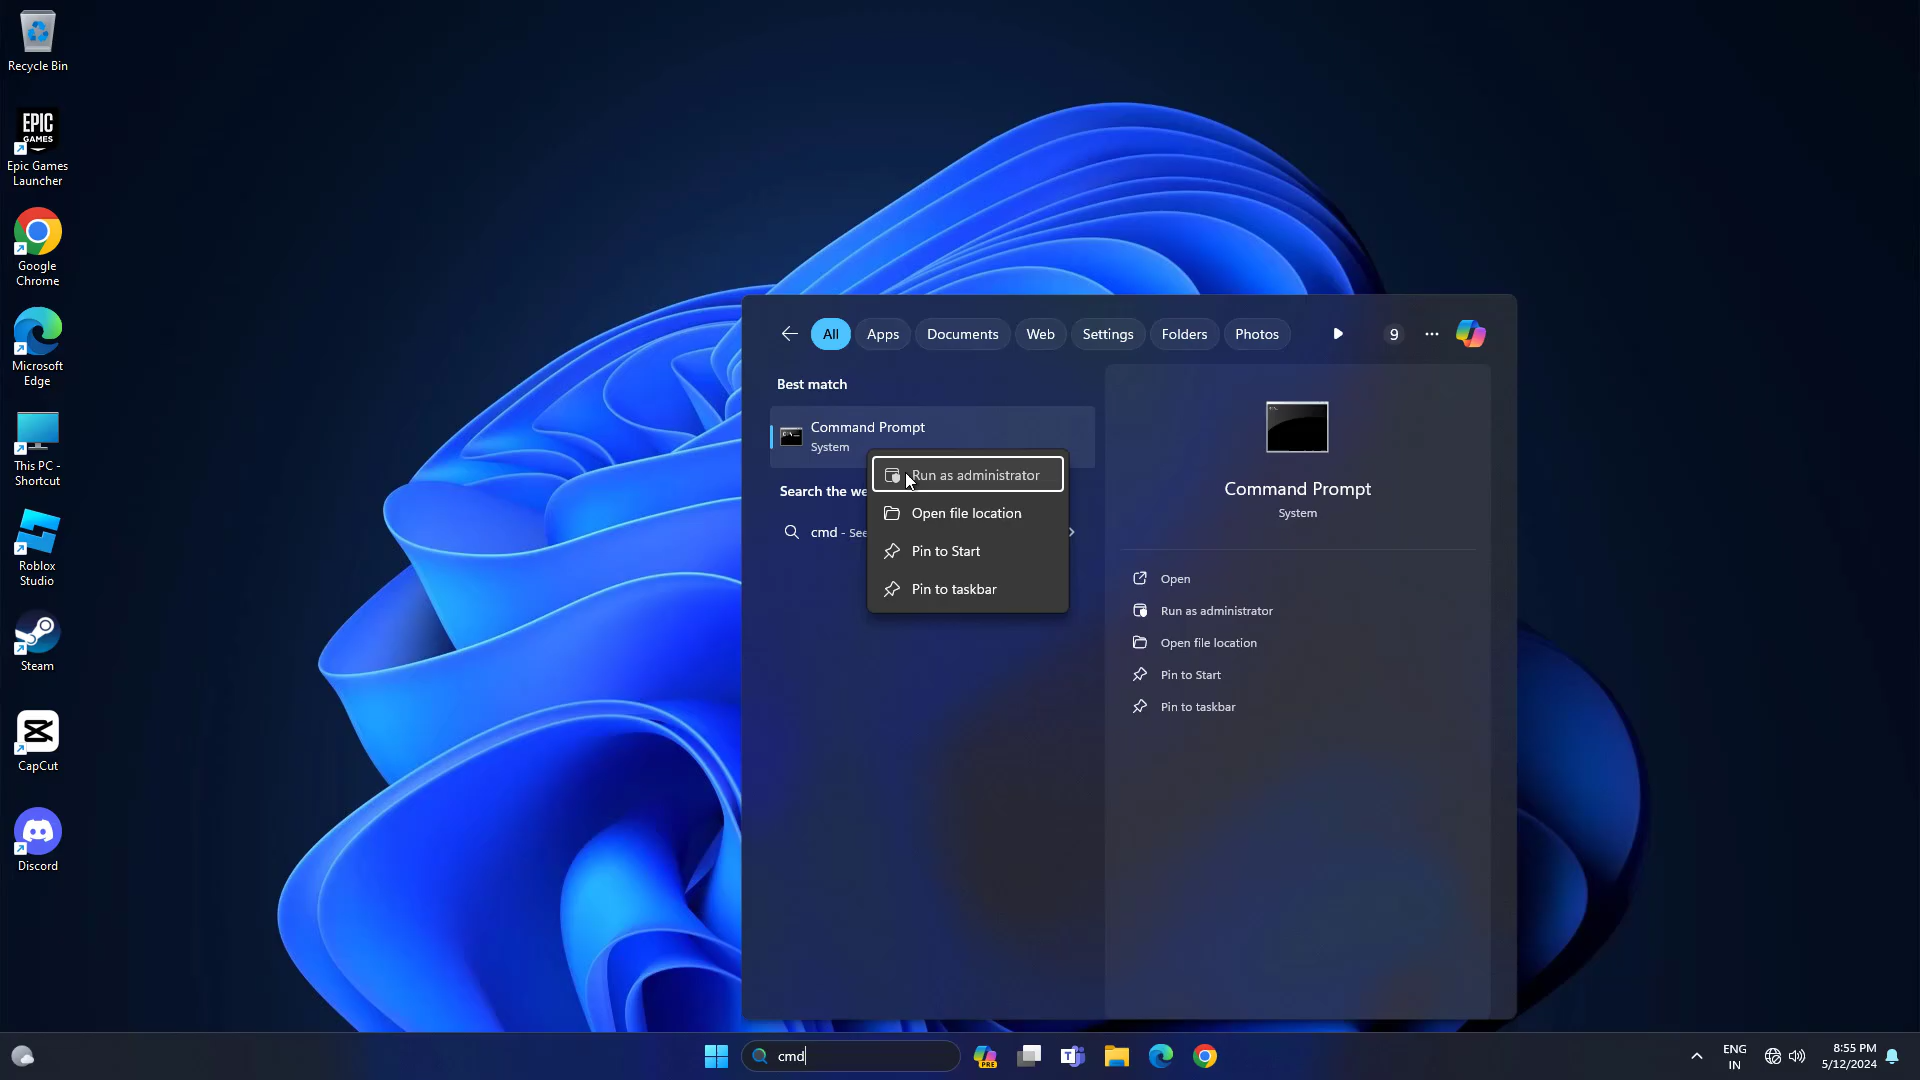 Recycle Bin
EPIC
GAMES
Epic Games
Launcher
Google
Chrome
Microsoft
Edge
This PC -
Shortcut
Roblox
Studio
Steam
CapCut
Discord
All
Apps
Documents
Web
Settings
Folders
Photos
9
Best match
Command Prompt
System
Search the we
cmd - See
Run as administrator
Open file location
Pin to Start
Pin to taskbar
Command Prompt
System
Open
Run as administrator
Open file location
Pin to Start
Pin to taskbar
cmd
PRE
ENG
IN
8:55 PM
5/12/2024